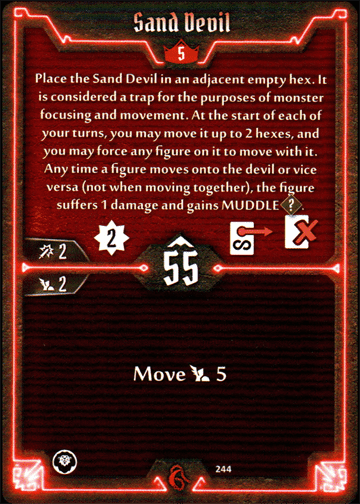 Sand Devil
5
Place the Sand Devil in an adjacent empty hex. It
is considered a trap for the purposes of monster
focusing and movement. At the start of each of
your turns, you may move it up to 2 hexes, and
you may force any figure on it to move with it.
Any time a figure moves onto the devil or vice
versa (not when moving together), the figure
suffers 1 damage and gains MUDDLE ?
2
2
55
2
Move 5
244